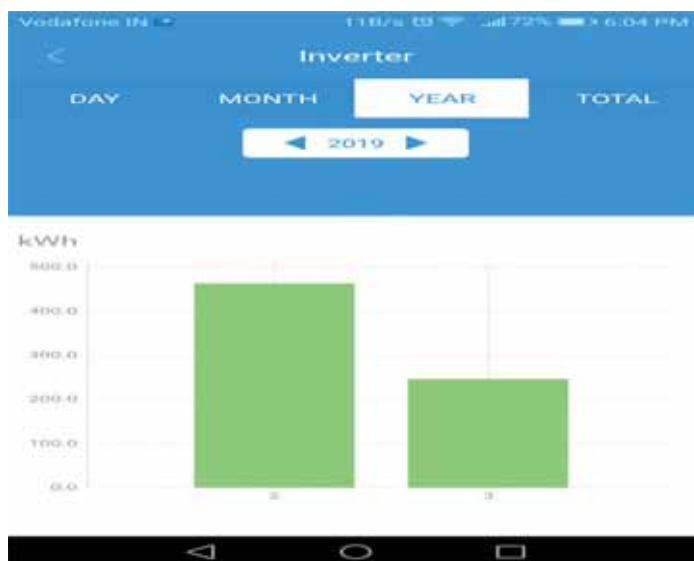 Vodafone IN 11B/s 72% 6:04 PM
< Inverter
DAY MONTH YEAR TOTAL
2019
kWh
500.0
400.0
300.0
200.0
100.0
0.0
2 3